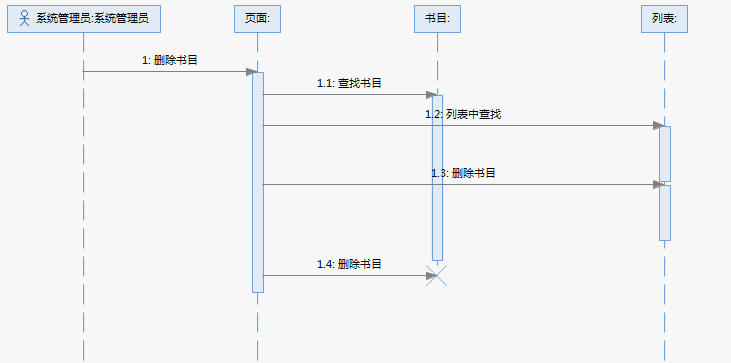 系统管理员:系统管理员
页面:
书目:
列表:
1: 删除书目
1.1: 查找书目
1.2: 列表中查找
1.3: 删除书目
1.4: 删除书目